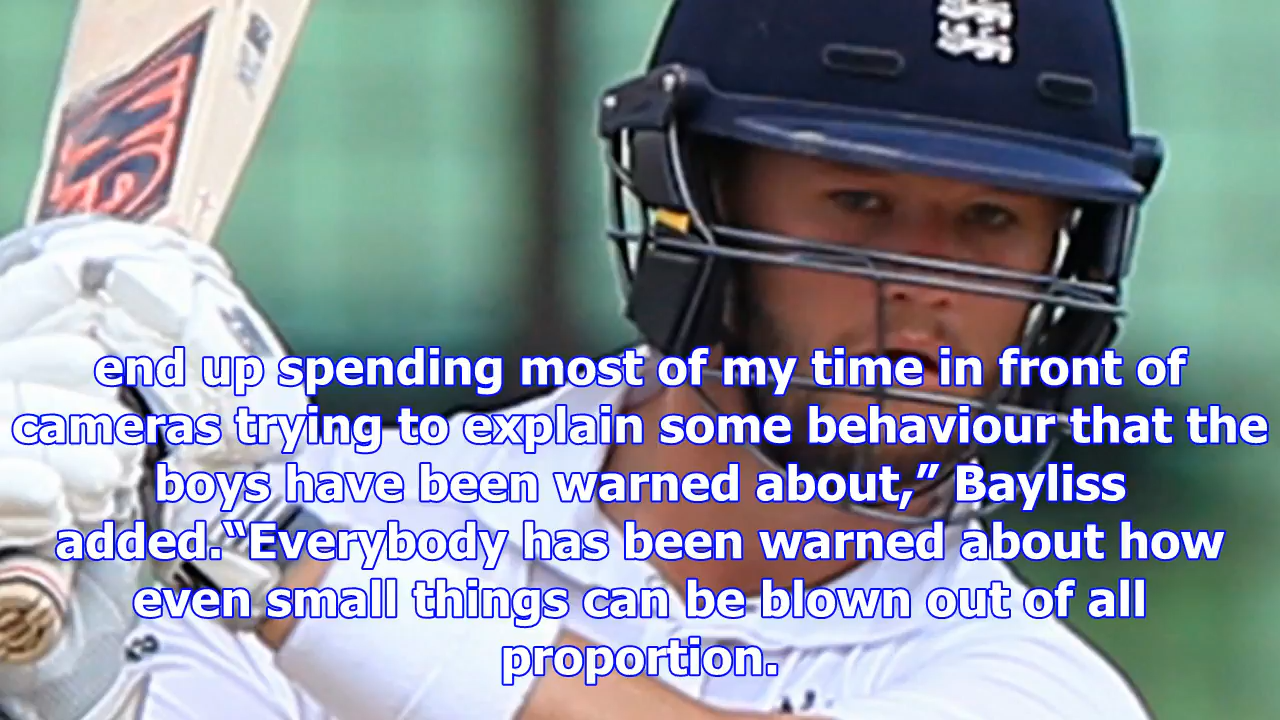 end up spending most of my time in front of
cameras trying to explain some behaviour that the
boys have been warned about,” Bayliss
added.“Everybody has been warned about how
even small things can be blown out of all
proportion.